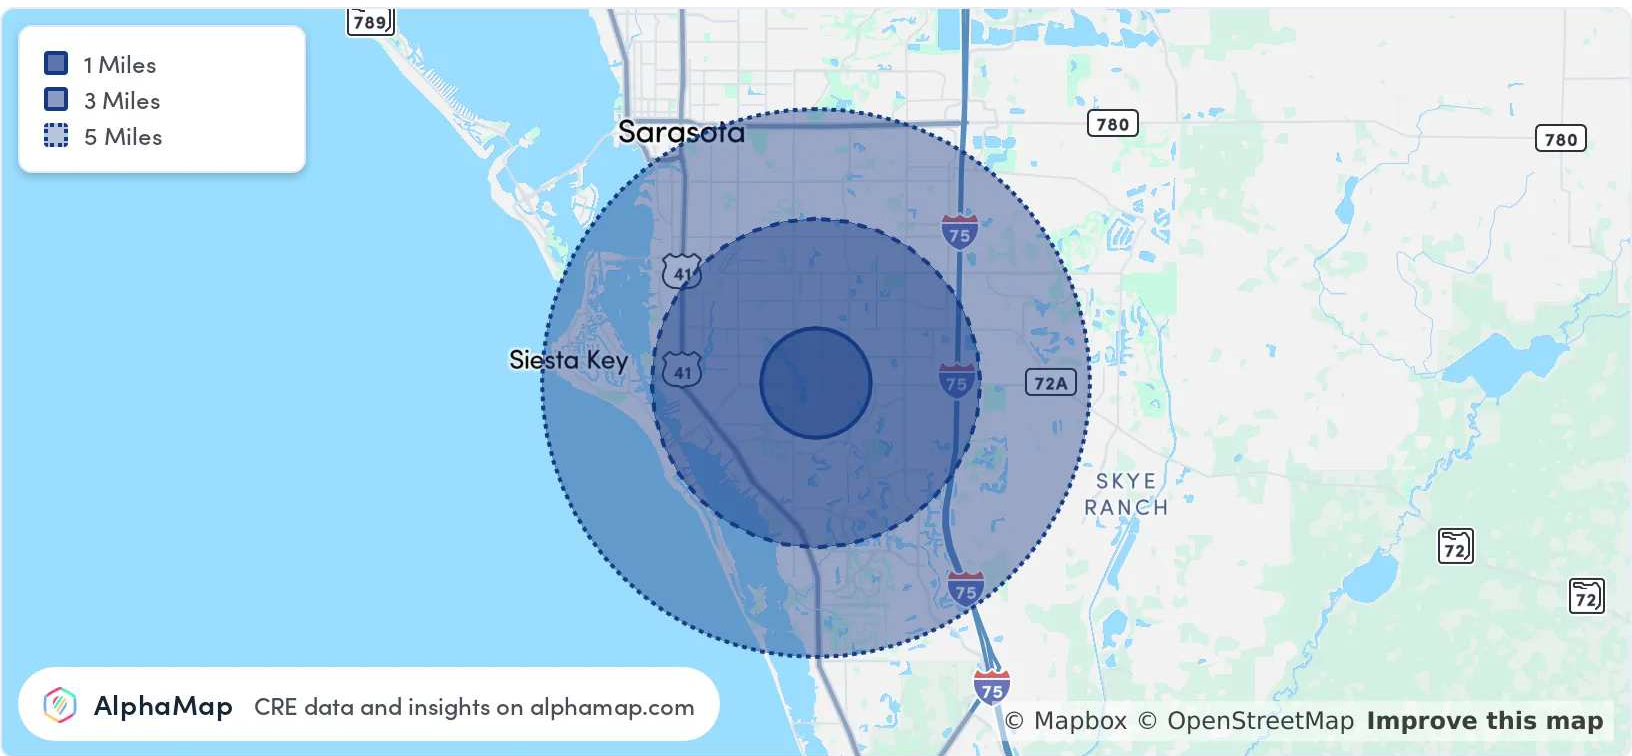 789
1 Miles
3 Miles
5 Miles
Sarasota
780
780
75
41
Siesta Key
41
75
72A
SKYE
RANCH
72
75
72
75
AlphaMap CRE data and insights on alphamap.com
© Mapbox © OpenStreetMap Improve this map